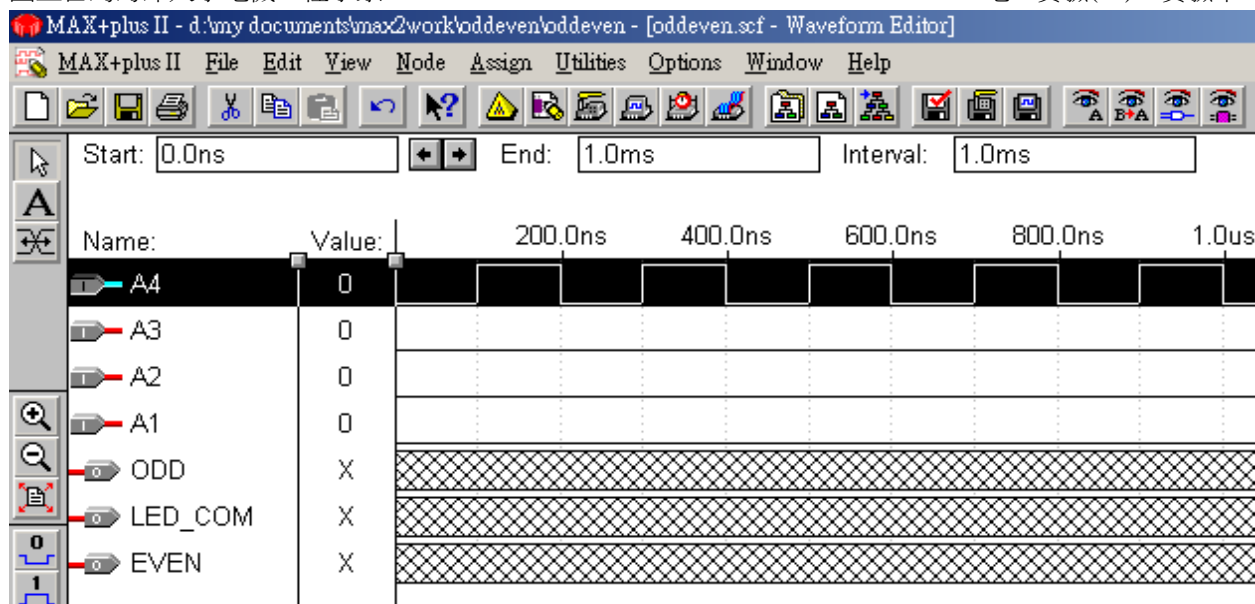 MAX+plus II - d:\my documents\max2work\oddeven\oddeven - [oddeven.scf - Waveform Editor]
MAX+plus II File Edit View Node Assign Utilities Options Window Help
Start: 0.0ns End: 1.0ms Interval: 1.0ms
A
Name: Value: 200.0ns 400.0ns 600.0ns 800.0ns 1.0us
A4 0
A3 0
A2 0
A1 0
ODD X
LED_COM X
EVEN X
0
1